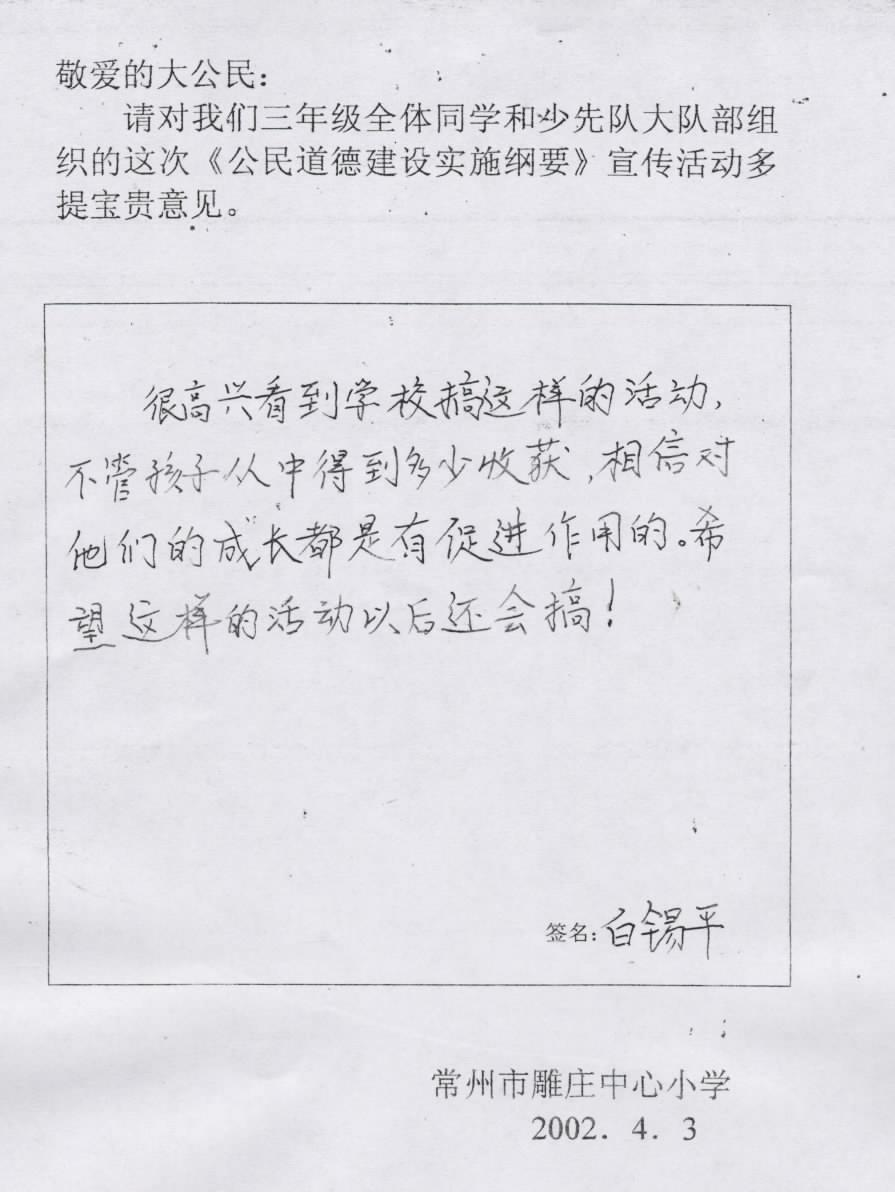 敬爱的大公民：
请对我们三年级全体同学和少先队大队部组
织的这次《公民道德建设实施纲要》宣传活动多
提宝贵意见。
很高兴看到学校搞这样的活动，
不管孩子从中得到多少收获，相信对
他们的成长都是有促进作用的。希
望这样的活动以后还会搞！
签名：白锡平
常州市雕庄中心小学
2002．4．3